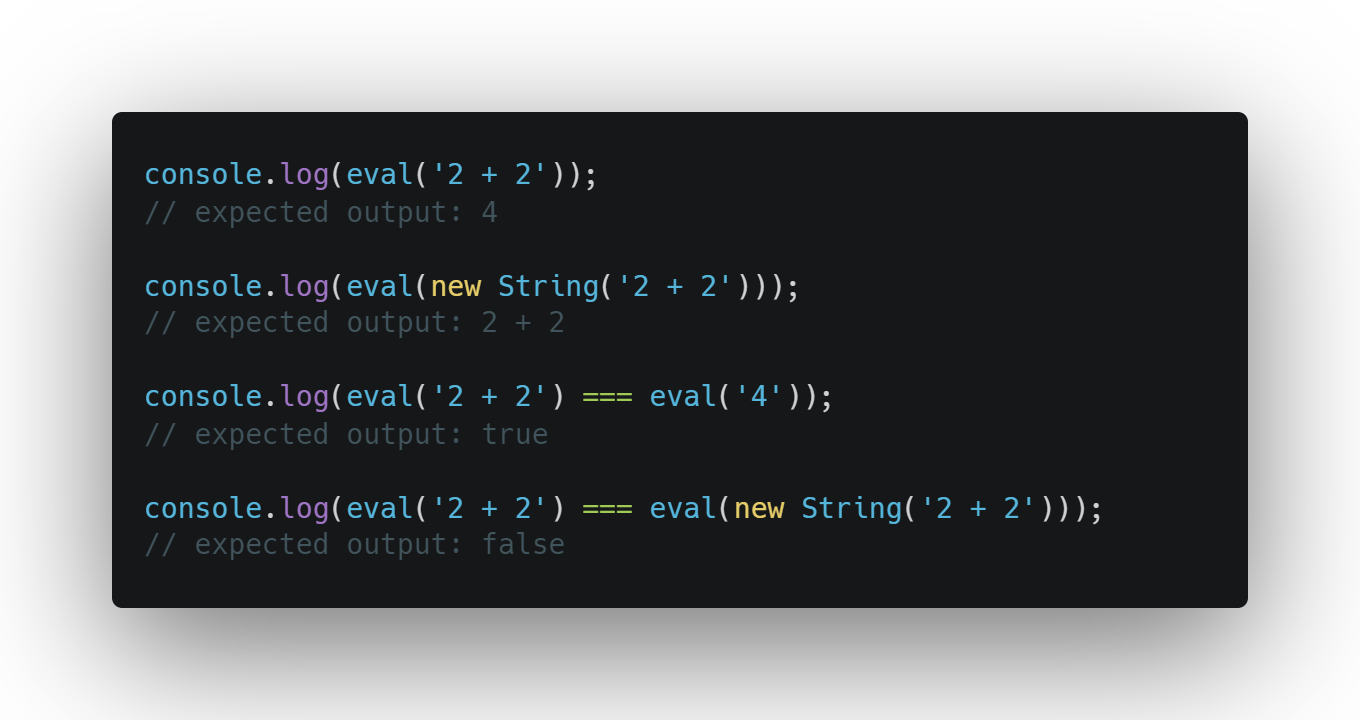 console.log(eval('2 + 2'));
// expected output: 4
console.log(eval(new String('2 + 2')));
// expected output: 2 + 2
console.log(eval('2 + 2') === eval('4'));
// expected output: true
console.log(eval('2 + 2') === eval(new String('2 + 2')));
// expected output: false